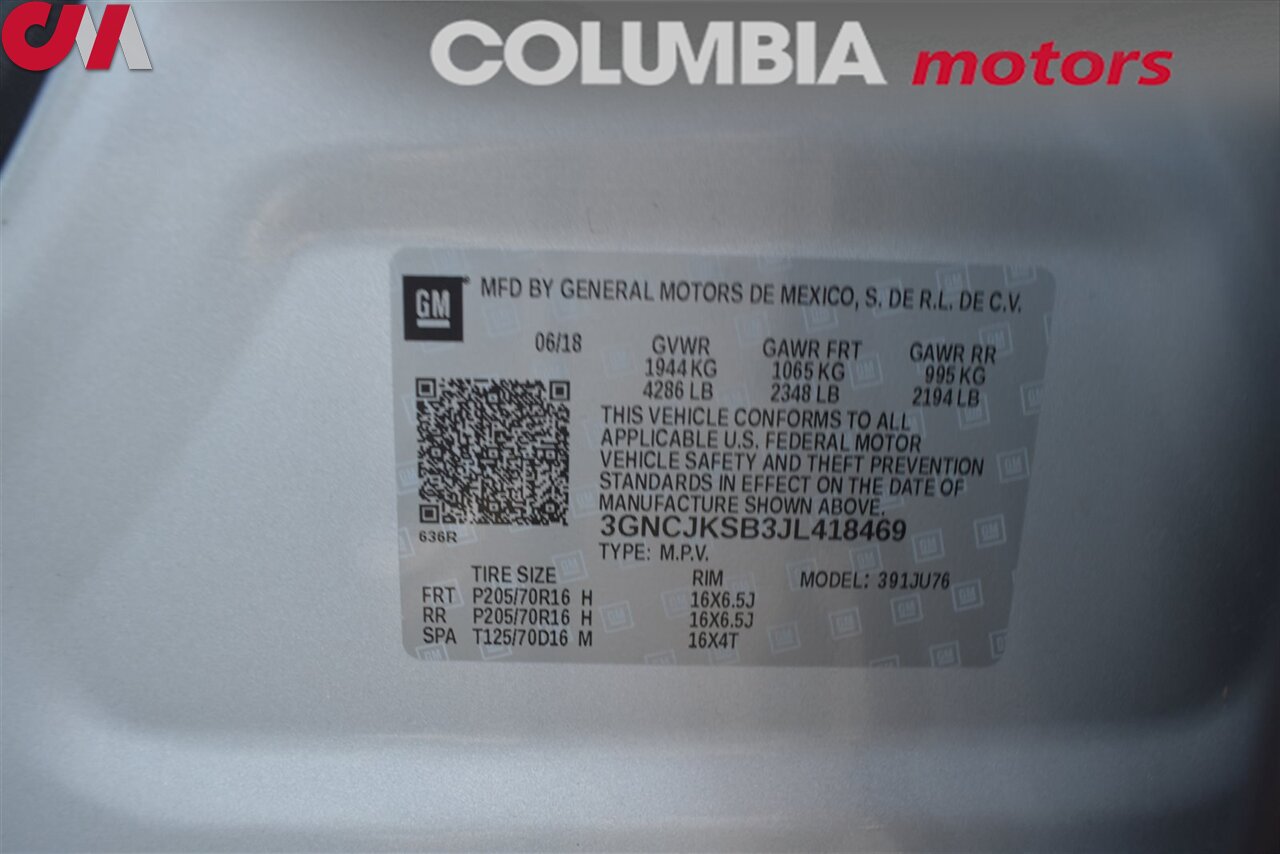 CM
COLUMBIA motors
GM
MFD BY GENERAL MOTORS DE MEXICO, S. DE R.L. DE C.V.
06/18 GVWR GAWR FRT GAWR RR
1944 KG 1065 KG 995 KG
4286 LB 2348 LB 2194 LB
THIS VEHICLE CONFORMS TO ALL
APPLICABLE U.S. FEDERAL MOTOR
VEHICLE SAFETY AND THEFT PREVENTION
STANDARDS IN EFFECT ON THE DATE OF
MANUFACTURE SHOWN ABOVE.
636R
3GNCJKSB3JL418469
TYPE: M.P.V.
TIRE SIZE RIM MODEL: 391JU76
FRT P205/70R16 H 16X6.5J
RR P205/70R16 H 16X6.5J
SPA T125/70D16 M 16X4T